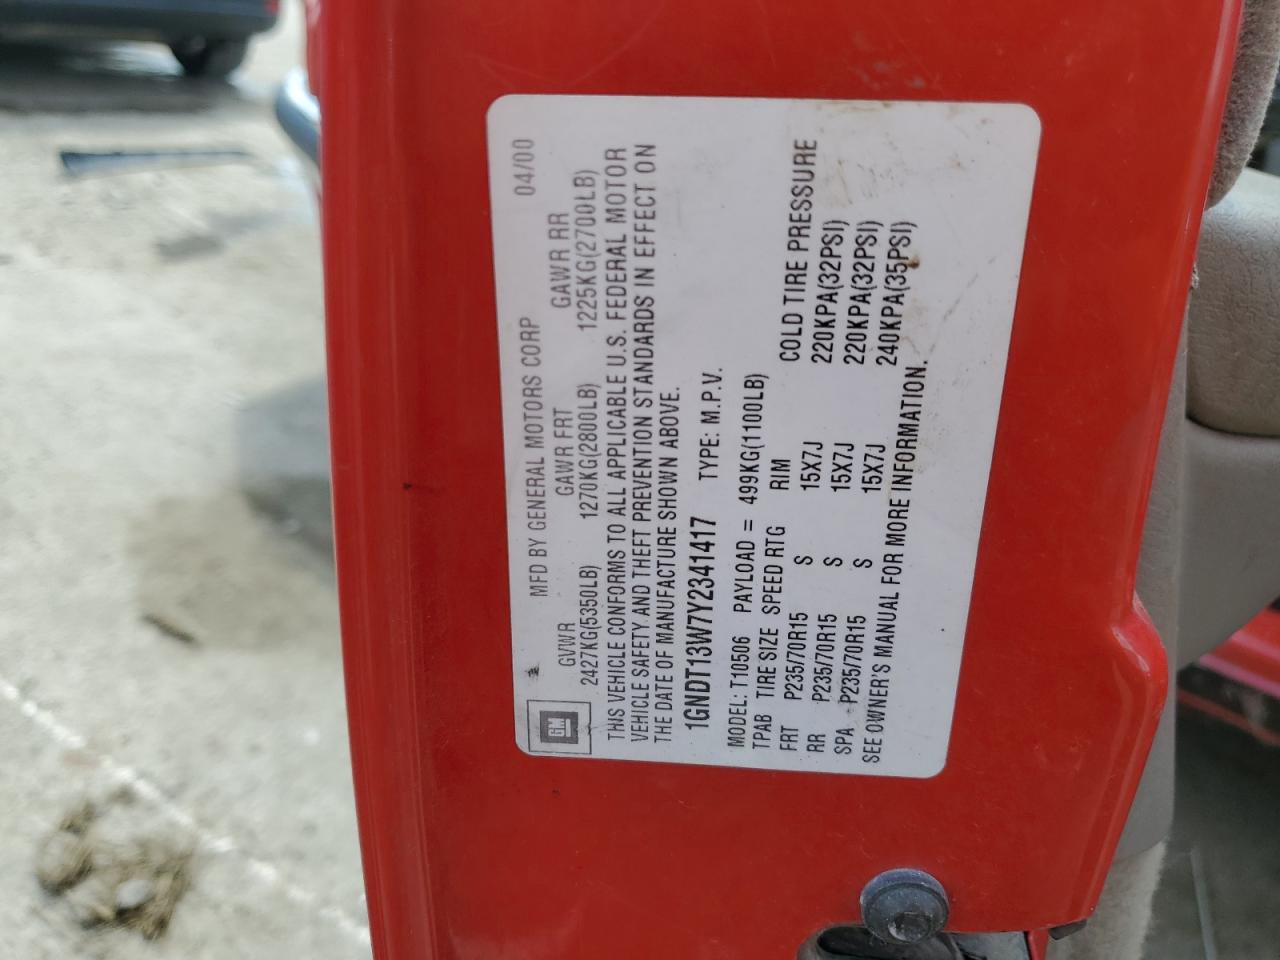 GM
MFD BY GENERAL MOTORS CORP 04/00
GVWR GAWR FRT GAWR RR
2427KG(5350LB) 1270KG(2800LB) 1225KG(2700LB)
THIS VEHICLE CONFORMS TO ALL APPLICABLE U.S. FEDERAL MOTOR
VEHICLE SAFETY AND THEFT PREVENTION STANDARDS IN EFFECT ON
THE DATE OF MANUFACTURE SHOWN ABOVE.
1GNDT13W7Y2341417 TYPE: M.P.V.
MODEL: T10506 PAYLOAD = 499KG(1100LB)
TPAB TIRE SIZE SPEED RTG RIM COLD TIRE PRESSURE
FRT P235/70R15 S 15X7J 220KPA(32PSI)
RR P235/70R15 S 15X7J 220KPA(32PSI)
SPA P235/70R15 S 15X7J 240KPA(35PSI)
SEE OWNER'S MANUAL FOR MORE INFORMATION.